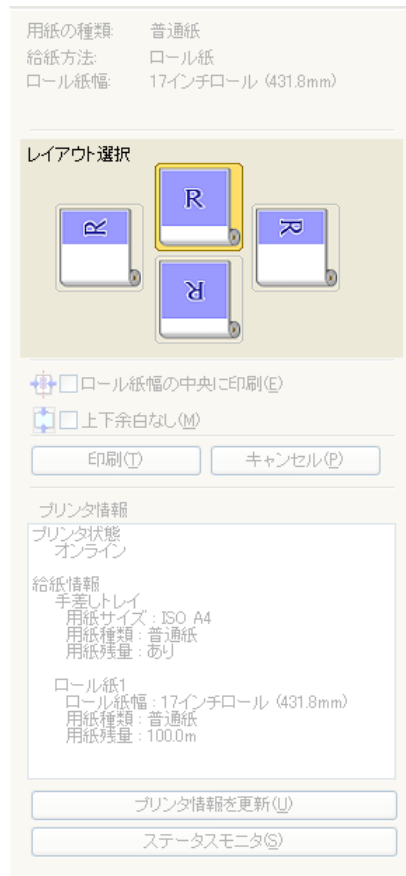 用紙の種類: 普通紙
給紙方法: ロール紙
ロール紙幅: 17インチロール (431.8mm)
レイアウト選択
R
R
R
R
ロール紙幅の中央に印刷(E)
上下余白なし(M)
印刷(T) キャンセル(P)
プリンタ情報
プリンタ状態
オンライン
給紙情報
手差しトレイ
用紙サイズ : ISO A4
用紙種類 : 普通紙
用紙残量 : あり
ロール紙1
ロール紙幅 : 17インチロール (431.8mm)
用紙種類 : 普通紙
用紙残量 : 100.0m
プリンタ情報を更新(U)
ステータスモニタ(S)